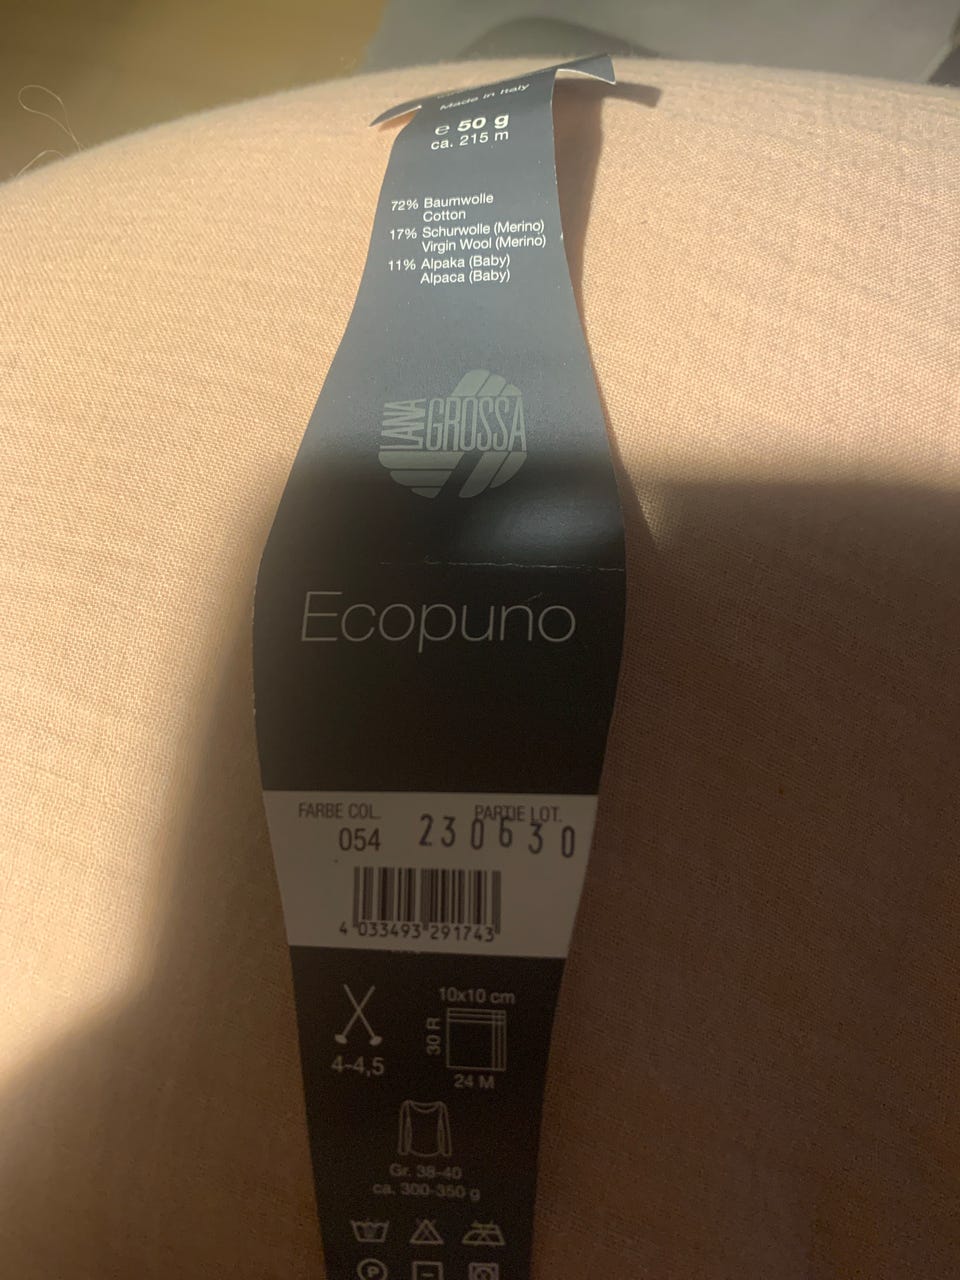 Made in Italy
e 50 g
ca. 215 m
72% Baumwolle
Cotton
17% Schurwolle (Merino)
Virgin Wool (Merino)
11% Alpaka (Baby)
Alpaca (Baby)
LANA
GROSSA
Ecopuno
FARBE COL. PARTIE LOT.
054 230630
4 033493 291743
10x10 cm
30 R
4-4,5
24 M
Gr. 38-40
ca. 300-350 g
P